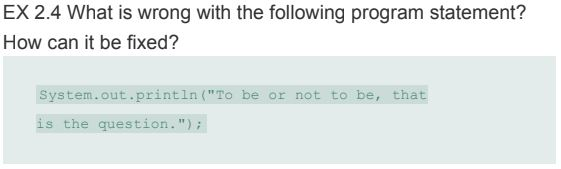 EX 2.4 What is wrong with the following program statement?
How can it be fixed?
System.out.println("To be or not to be, that
is the question.");